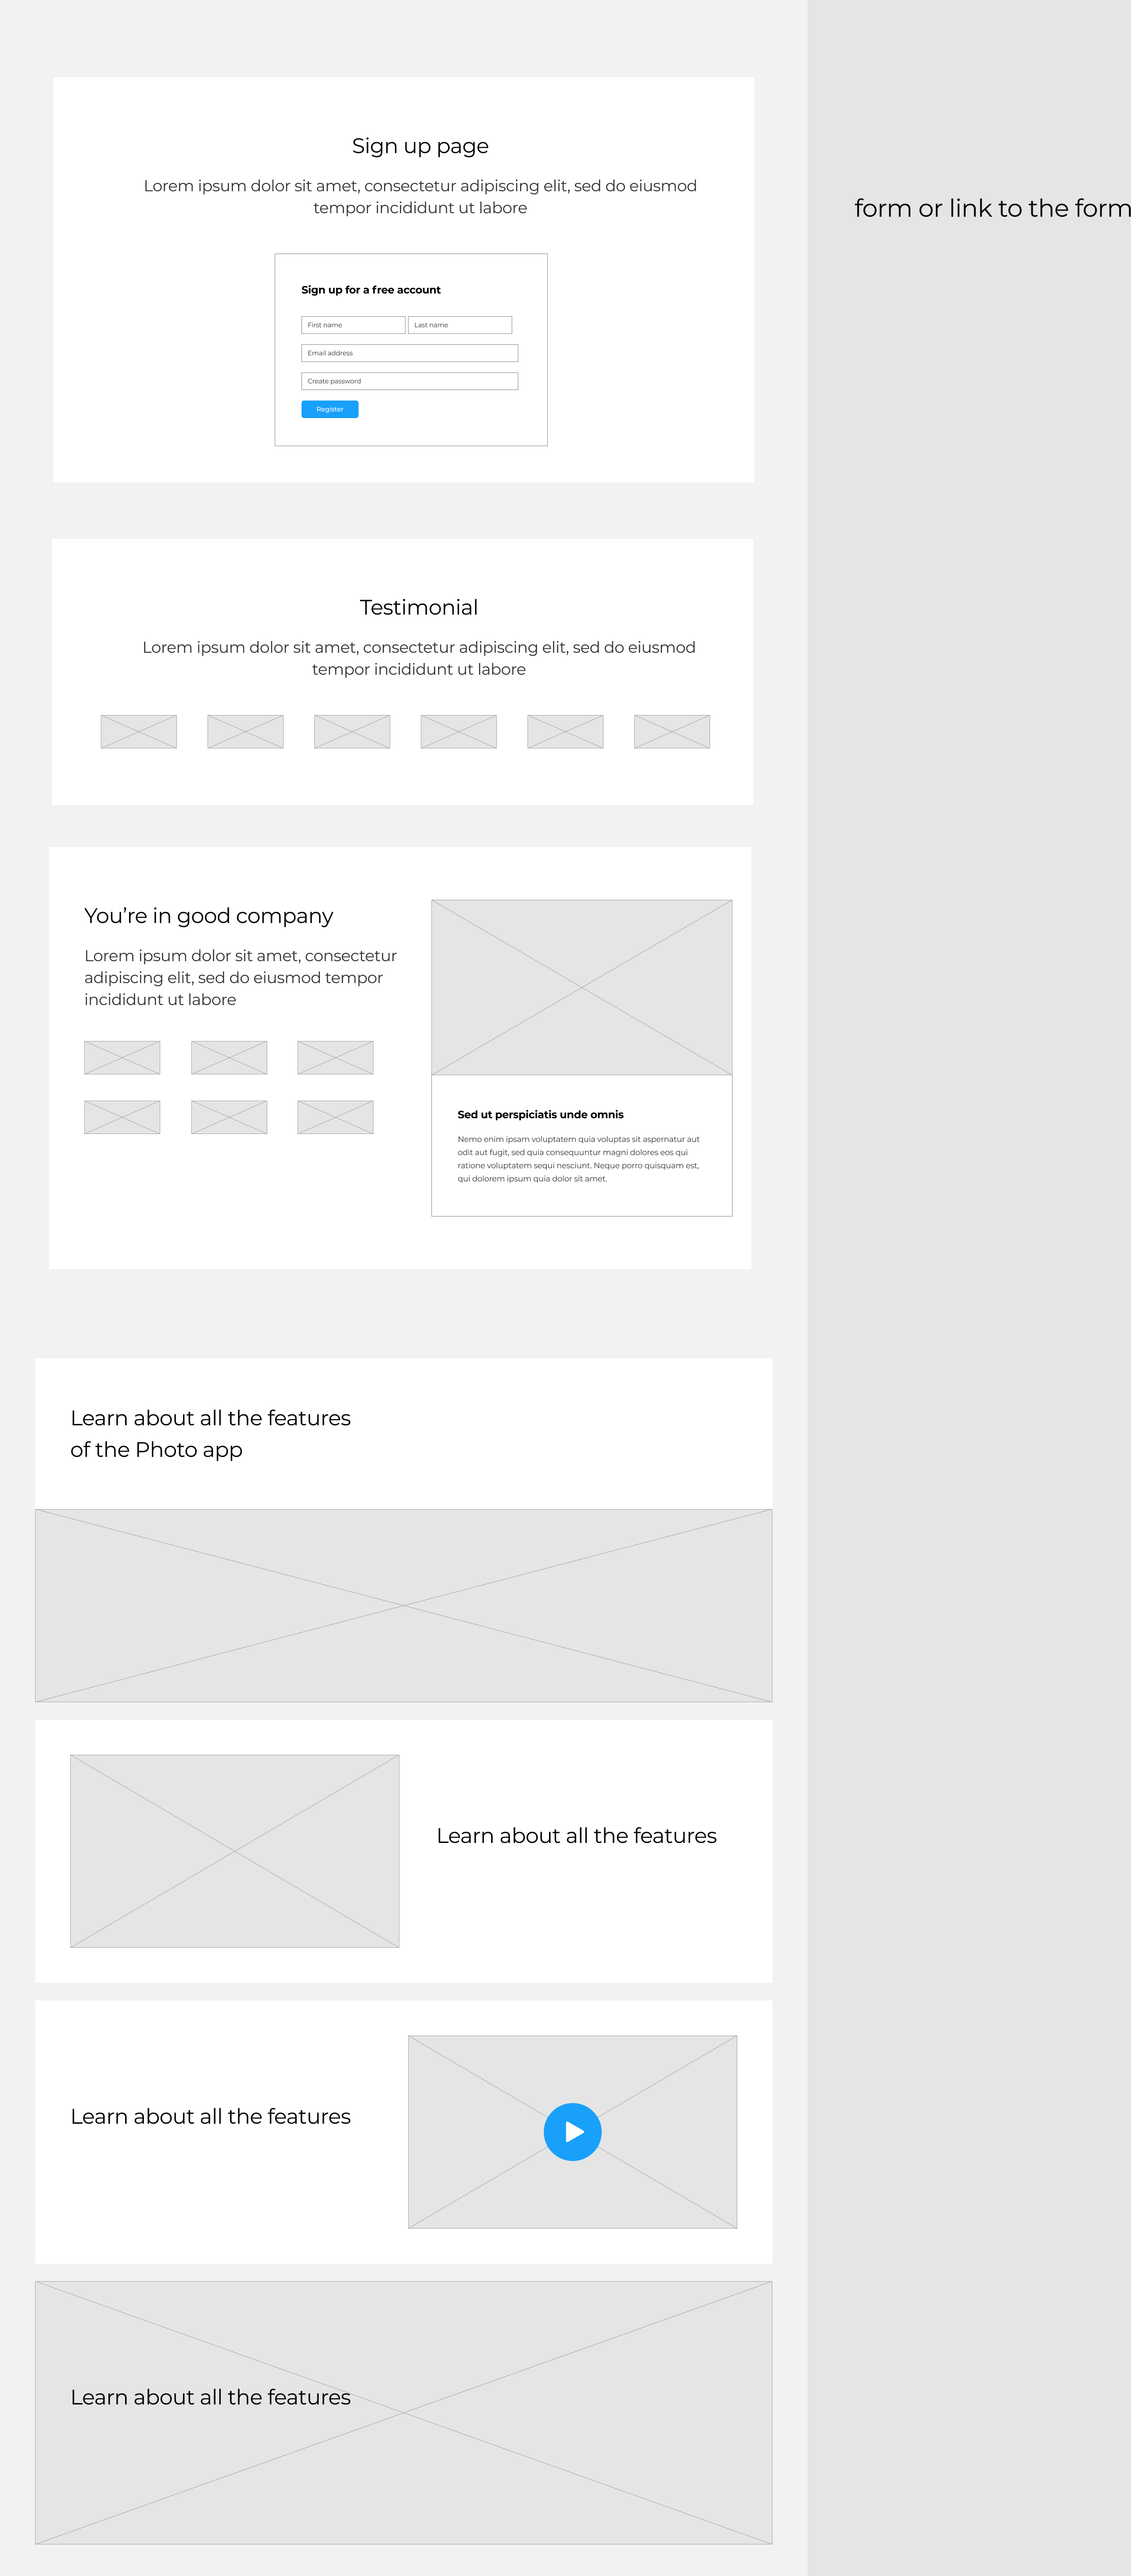 Sign up page
Lorem ipsum dolor sit amet, consectetur adipiscing elit, sed do eiusmod
tempor incididunt ut labore
form or link to the form
Sign up for a free account
First name
Last name
Email address
Create password
Register
Testimonial
Lorem ipsum dolor sit amet, consectetur adipiscing elit, sed do eiusmod
tempor incididunt ut labore
You’re in good company
Lorem ipsum dolor sit amet, consectetur
adipiscing elit, sed do eiusmod tempor
incididunt ut labore
Sed ut perspiciatis unde omnis
Nemo enim ipsam voluptatem quia voluptas sit aspernatur aut
odit aut fugit, sed quia consequuntur magni dolores eos qui
ratione voluptatem sequi nesciunt. Neque porro quisquam est,
qui dolorem ipsum quia dolor sit amet.
Learn about all the features
of the Photo app
Learn about all the features
Learn about all the features
Learn about all the features